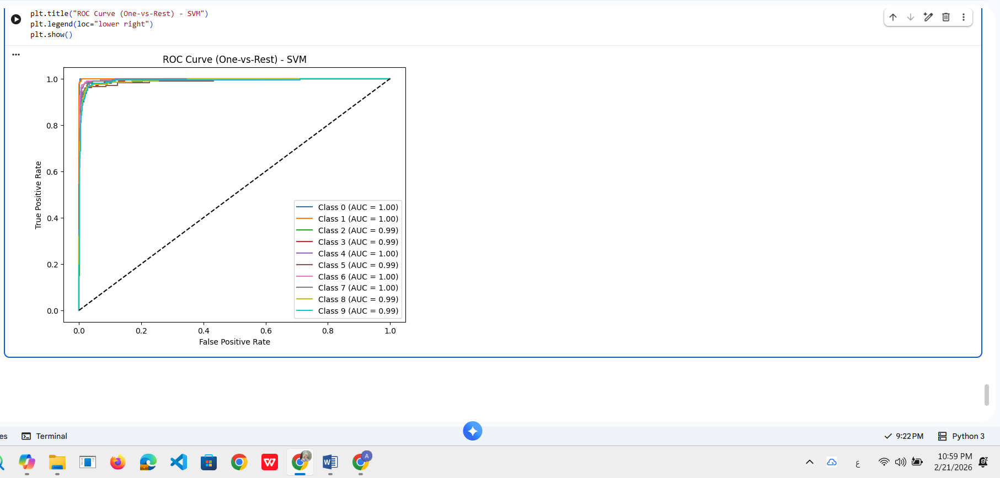 plt.title("ROC Curve (One-vs-Rest) - SVM")
plt.legend(loc="lower right")
plt.show()
ROC Curve (One-vs-Rest) - SVM
1.0
0.8
0.6
0.4
0.2
0.0
True Positive Rate
Class 0 (AUC = 1.00)
Class 1 (AUC = 1.00)
Class 2 (AUC = 0.99)
Class 3 (AUC = 0.99)
Class 4 (AUC = 1.00)
Class 5 (AUC = 0.99)
Class 6 (AUC = 1.00)
Class 7 (AUC = 1.00)
Class 8 (AUC = 0.99)
Class 9 (AUC = 0.99)
0.0 0.2 0.4 0.6 0.8 1.0
False Positive Rate
es Terminal 9:22 PM Python 3
A
W W
ع
10:59 PM
2/21/2026